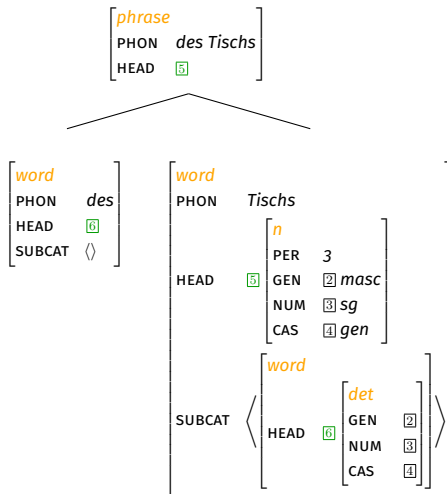 phrase
PHON des Tischs
HEAD 5
word
PHON des
HEAD 6
SUBCAT ⟨⟩
word
PHON Tischs
HEAD 5
n
PER 3
GEN 2 masc
NUM 3 sg
CAS 4 gen
SUBCAT ⟨
word
HEAD 6
det
GEN 2
NUM 3
CAS 4
⟩